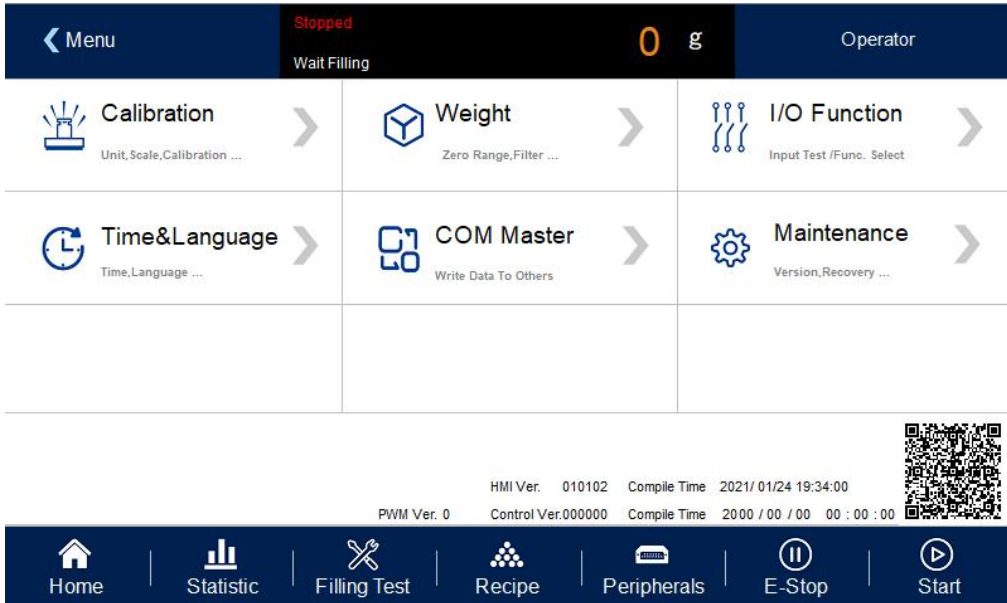 Menu
Stopped
Wait Filling
0 g
Operator
Calibration
Unit,Scale,Calibration ...
Weight
Zero Range,Filter ...
I/O Function
Input Test /Func. Select
Time&Language
Time,Language ...
COM Master
Write Data To Others
Maintenance
Version,Recovery ...
HMI Ver. 010102 Compile Time 2021/ 01/24 19:34:00
PWM Ver. 0 Control Ver.000000 Compile Time 2000 / 00 / 00 00 : 00 : 00
Home
Statistic
Filling Test
Recipe
Peripherals
E-Stop
Start